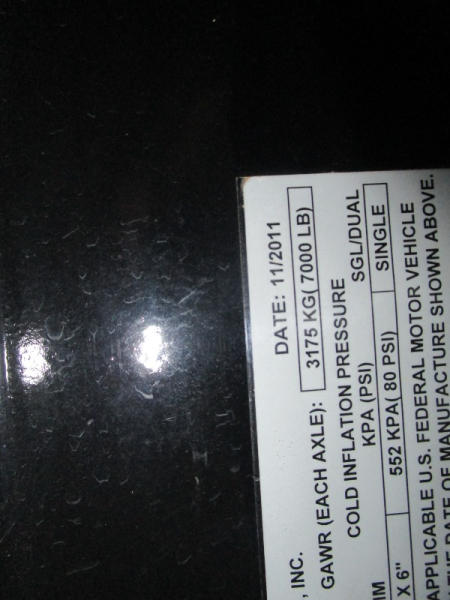 , INC. DATE: 11/2011
GAWR (EACH AXLE): 3175 KG( 7000 LB)
COLD INFLATION PRESSURE
KPA (PSI) SGL/DUAL
IM
X 6" 552 KPA( 80 PSI) SINGLE
APPLICABLE U.S. FEDERAL MOTOR VEHICLE
THE DATE OF MANUFACTURE SHOWN ABOVE.